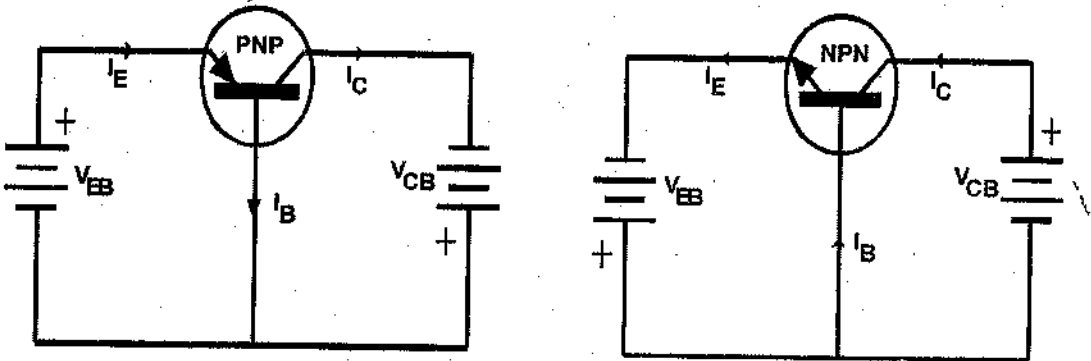 PNP
I_E
I_C
+
V_EB
V_CB
I_B
+
NPN
I_E
I_C
+
V_EB
V_CB
+
I_B